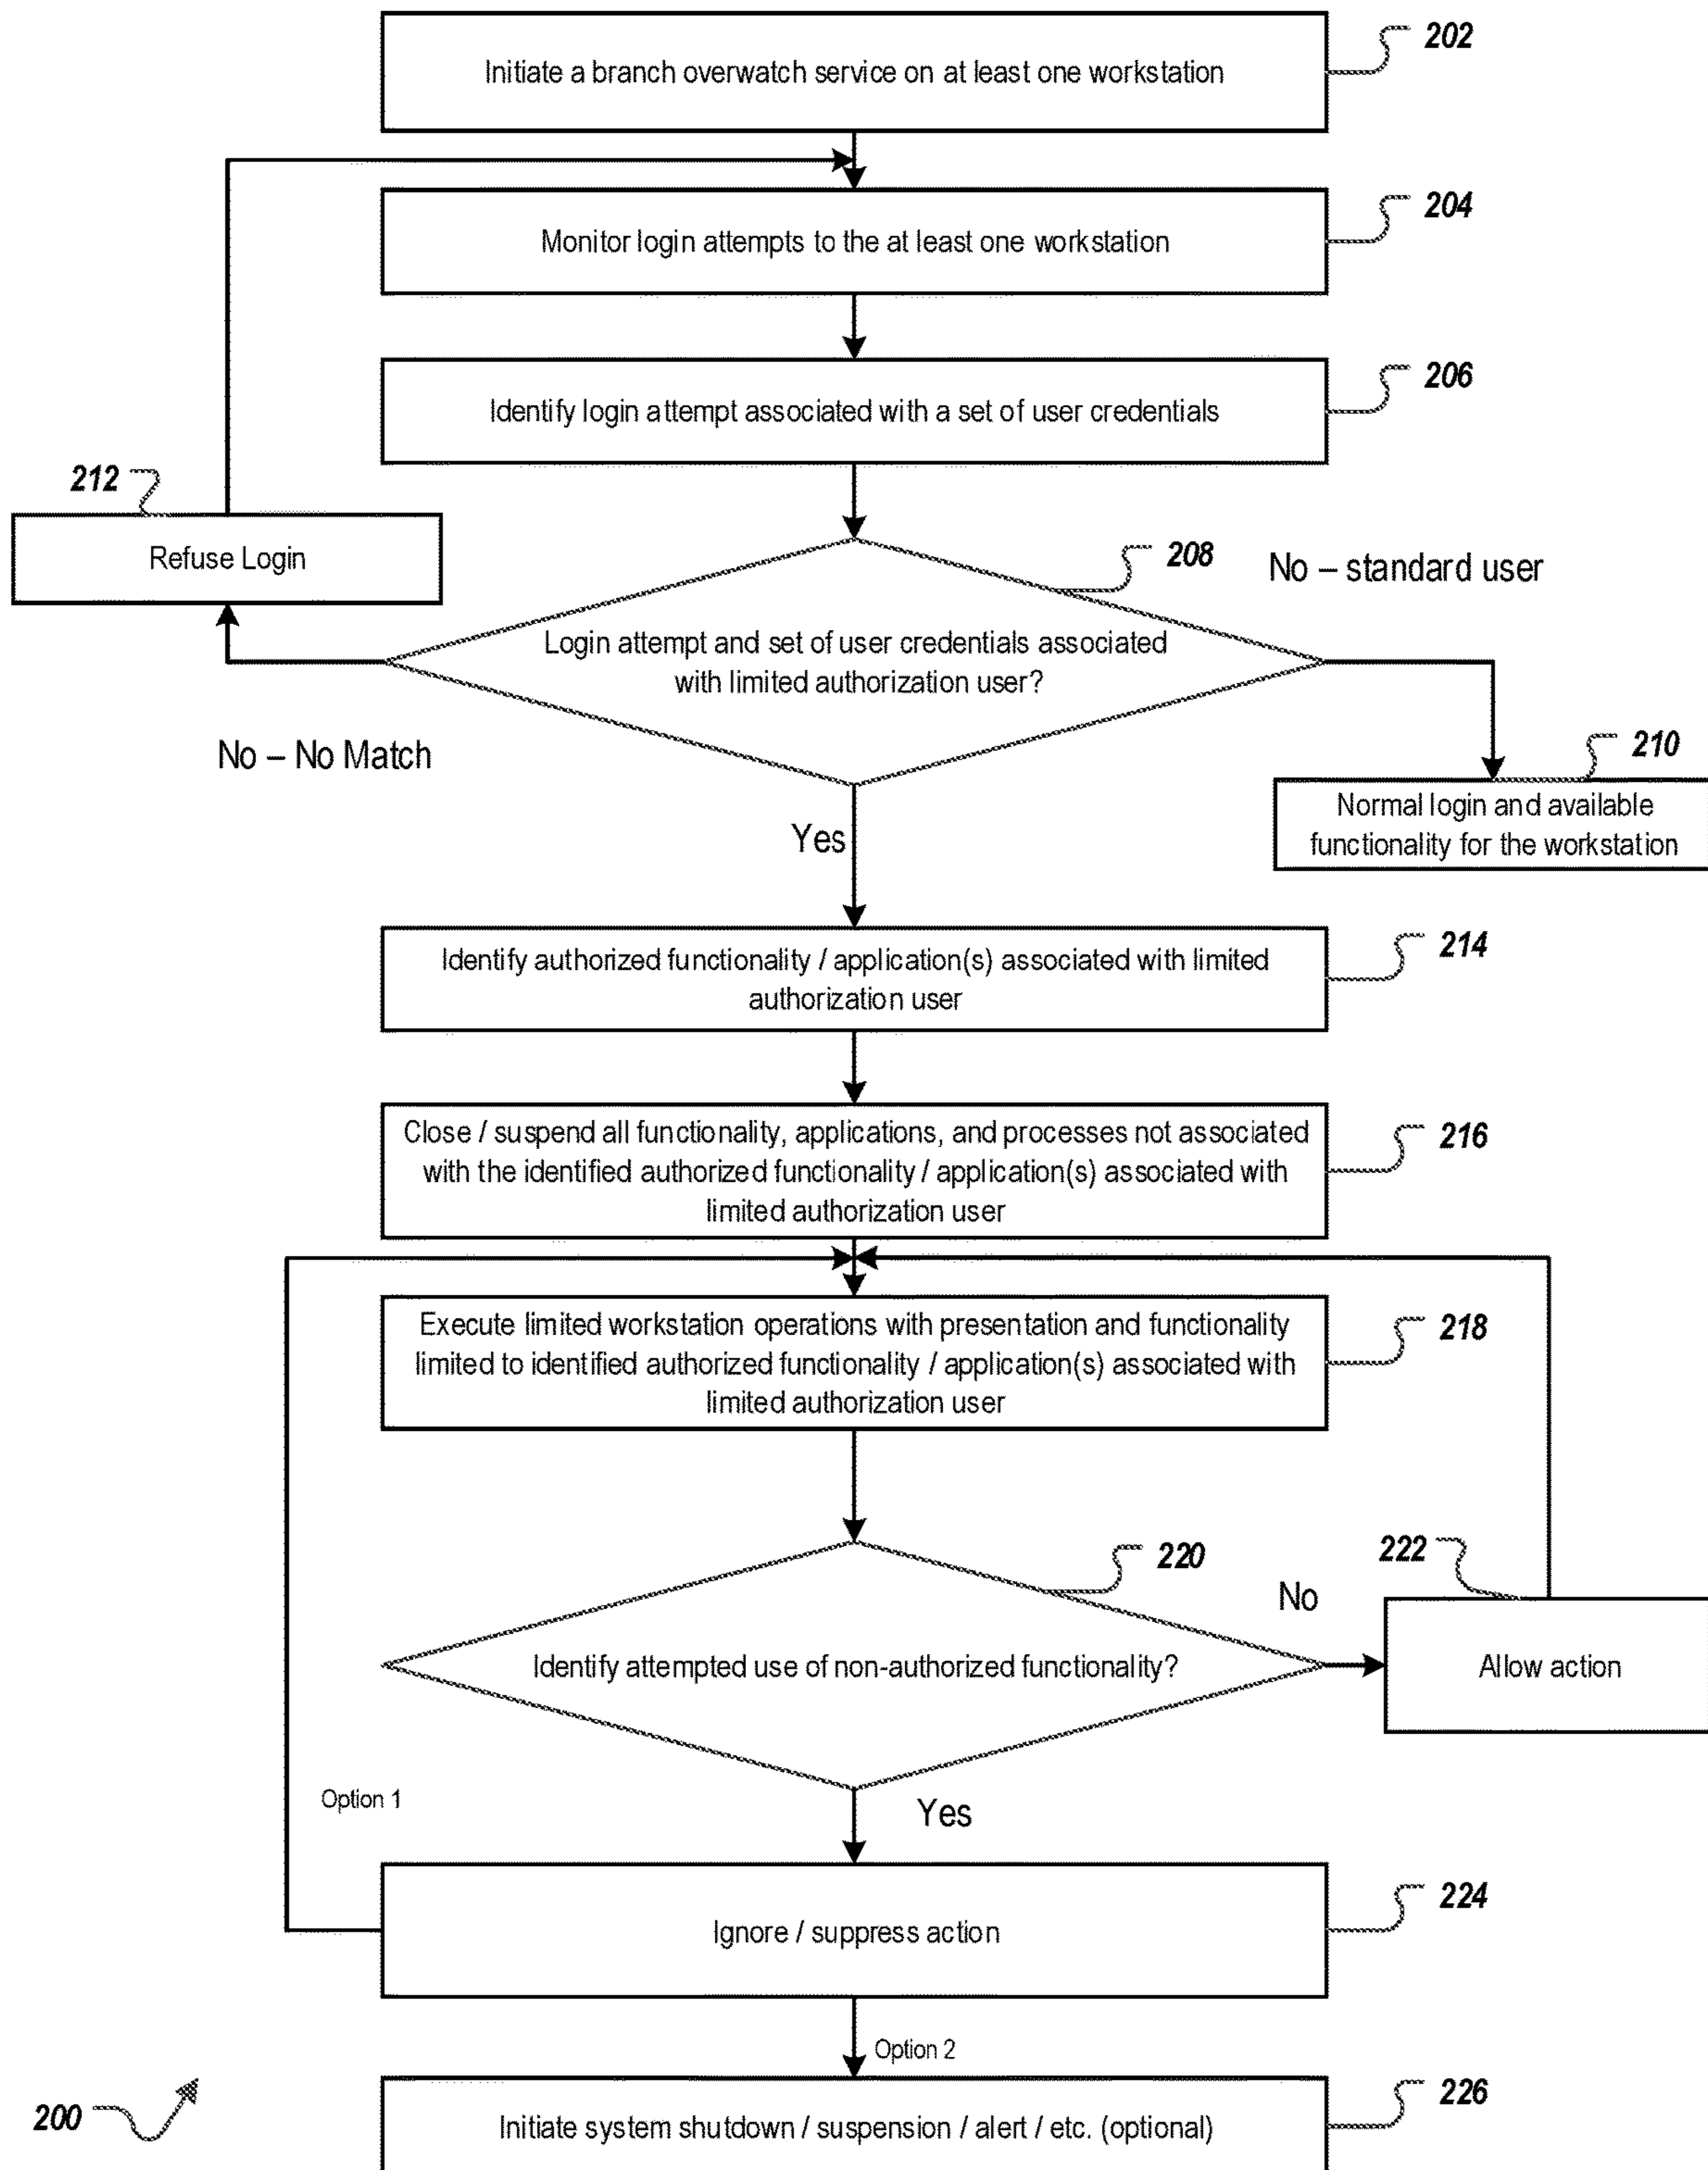 202
Initiate a branch overwatch service on at least one workstation
204
Monitor login attempts to the at least one workstation
206
Identify login attempt associated with a set of user credentials
212
Refuse Login
208
No – standard user
Login attempt and set of user credentials associated
with limited authorization user?
No – No Match
210
Normal login and available
functionality for the workstation
Yes
214
Identify authorized functionality / application(s) associated with limited
authorization user
216
Close / suspend all functionality, applications, and processes not associated
with the identified authorized functionality / application(s) associated with
limited authorization user
218
Execute limited workstation operations with presentation and functionality
limited to identified authorized functionality / application(s) associated with
limited authorization user
220
222
No
Identify attempted use of non-authorized functionality?
Allow action
Option 1
Yes
224
Ignore / suppress action
Option 2
226
200
Initiate system shutdown / suspension / alert / etc. (optional)